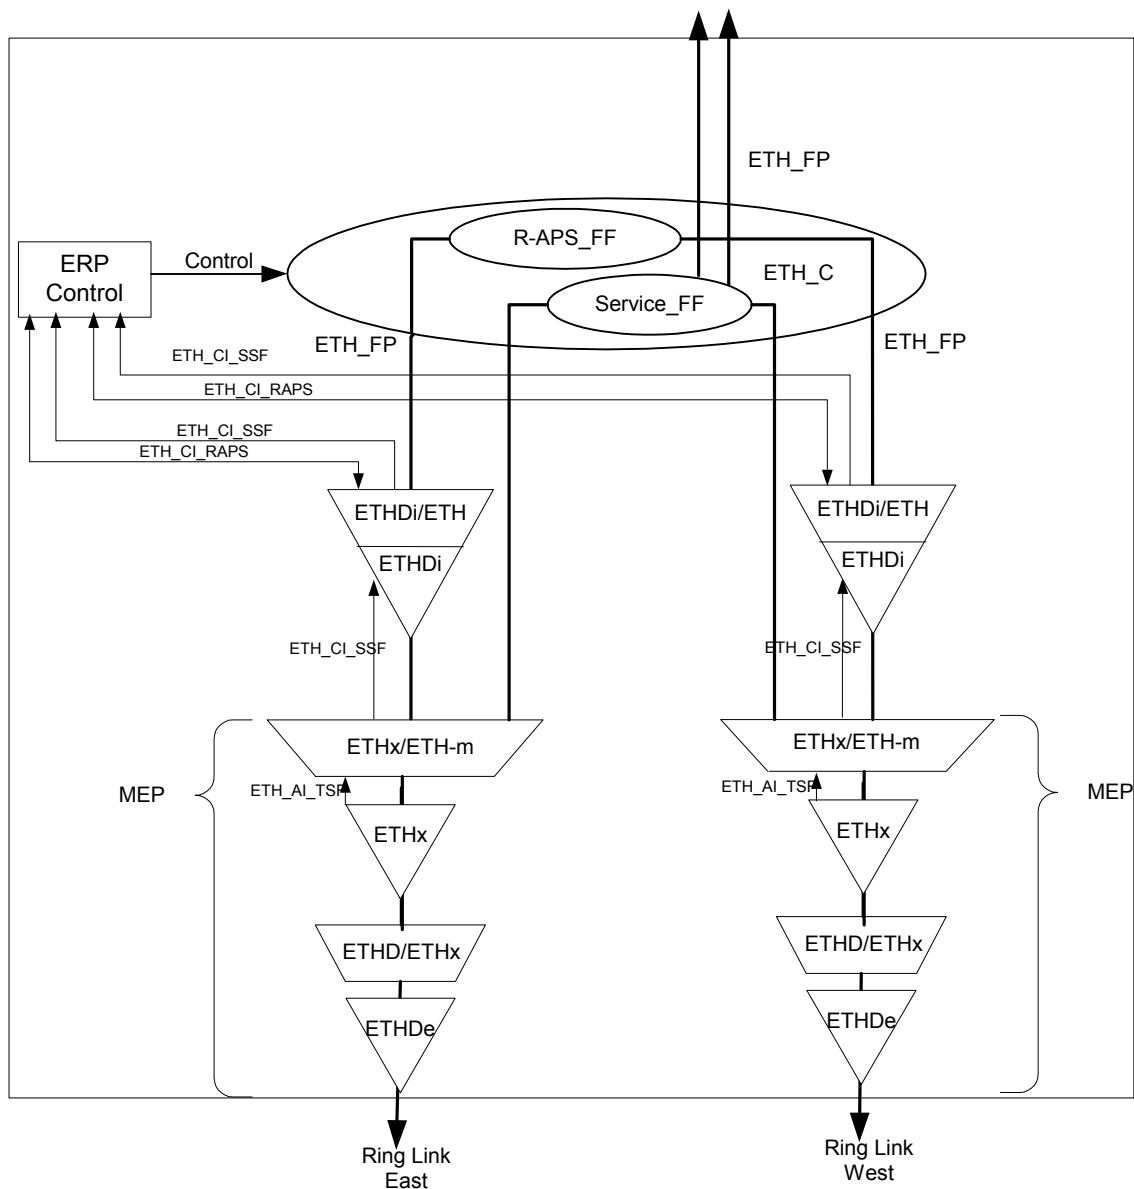 ETH_FP
R-APS_FF
ERP
Control
Control
ETH_C
Service_FF
ETH_FP
ETH_FP
ETH_CI_SSF
ETH_CI_RAPS
ETH_CI_SSF
ETH_CI_RAPS
ETHDi/ETH
ETHDi/ETH
ETHDi
ETHDi
ETH_CI_SSF
ETH_CI_SSF
ETHx/ETH-m
ETHx/ETH-m
MEP
ETH_AI_TSF
ETH_AI_TSF
MEP
ETHx
ETHx
ETHD/ETHx
ETHD/ETHx
ETHDe
ETHDe
Ring Link
East
Ring Link
West